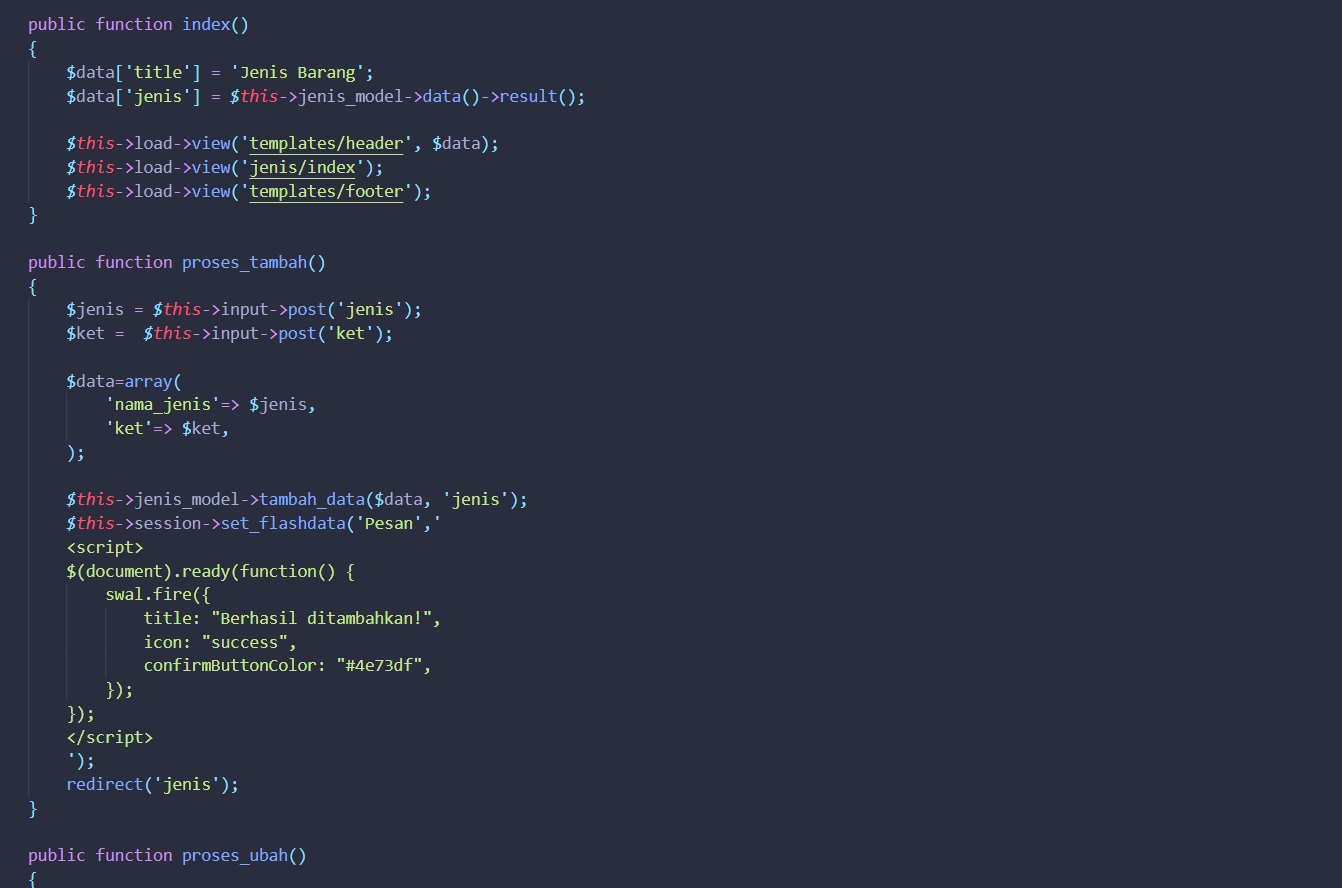 public function index()
{
    $data['title'] = 'Jenis Barang';
    $data['jenis'] = $this->jenis_model->data()->result();

    $this->load->view('templates/header', $data);
    $this->load->view('jenis/index');
    $this->load->view('templates/footer');
}

public function proses_tambah()
{
    $jenis = $this->input->post('jenis');
    $ket =  $this->input->post('ket');

    $data=array(
        'nama_jenis'=> $jenis,
        'ket'=> $ket,
    );

    $this->jenis_model->tambah_data($data, 'jenis');
    $this->session->set_flashdata('Pesan','
    <script>
    $(document).ready(function() {
        swal.fire({
            title: "Berhasil ditambahkan!",
            icon: "success",
            confirmButtonColor: "#4e73df",
        });
    });
    </script>
    ');
    redirect('jenis');
}

public function proses_ubah()
{